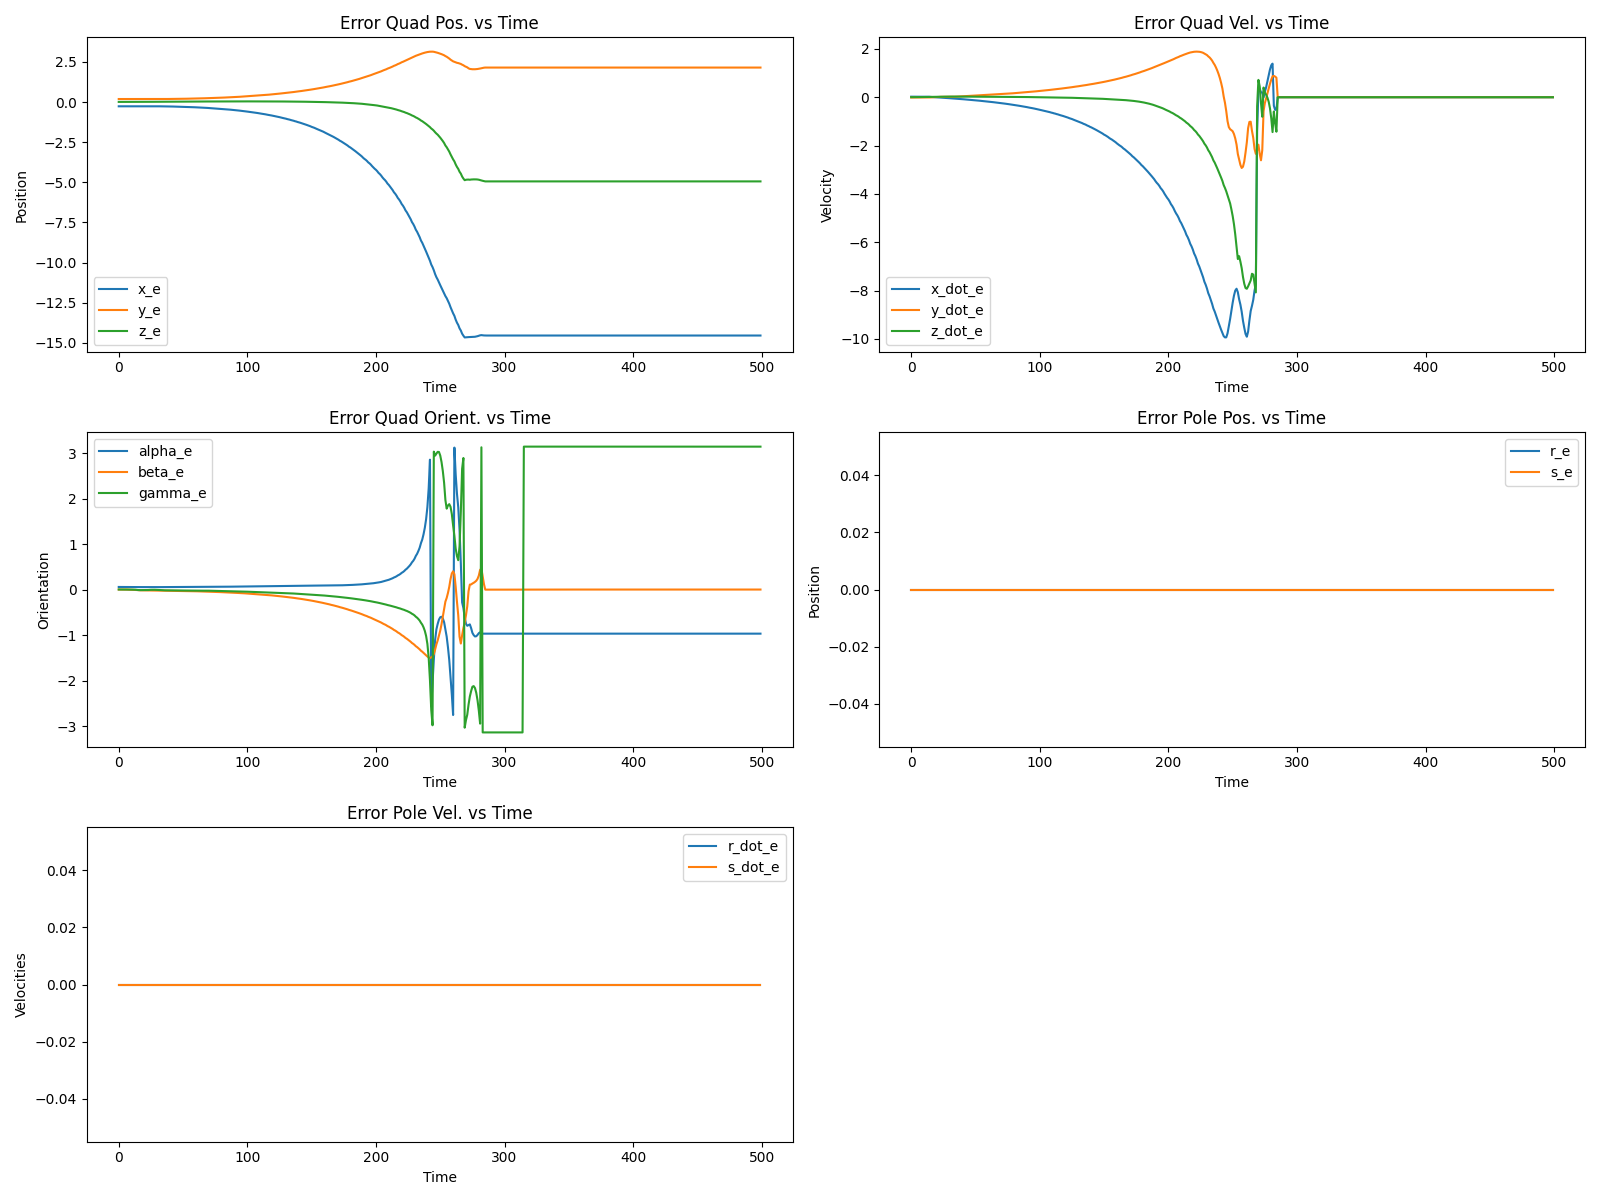 Error Quad Pos. vs Time
2.5
0.0
−2.5
−5.0
−7.5
−10.0
−12.5
−15.0
Position
x_e
y_e
z_e
0 100 200 300 400 500
Time
Error Quad Vel. vs Time
2
0
−2
−4
−6
−8
−10
Velocity
x_dot_e
y_dot_e
z_dot_e
0 100 200 300 400 500
Time
Error Quad Orient. vs Time
3
2
1
0
−1
−2
−3
Orientation
alpha_e
beta_e
gamma_e
0 100 200 300 400 500
Time
Error Pole Pos. vs Time
0.04
0.02
0.00
−0.02
−0.04
Position
r_e
s_e
0 100 200 300 400 500
Time
Error Pole Vel. vs Time
0.04
0.02
0.00
−0.02
−0.04
Velocities
r_dot_e
s_dot_e
0 100 200 300 400 500
Time